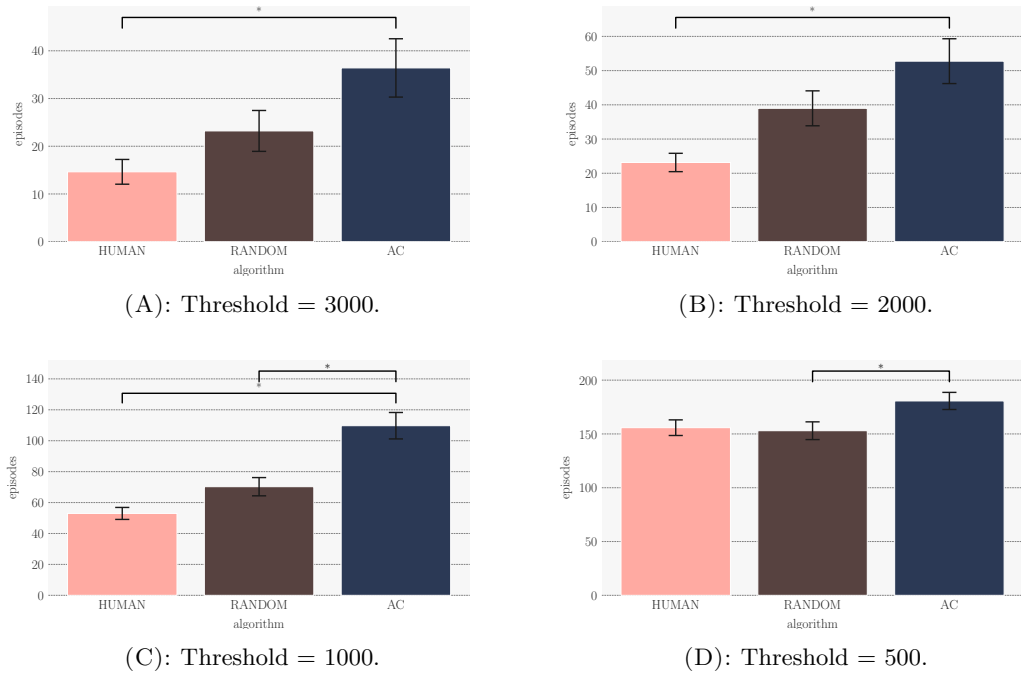 *
40
30
20
10
0
episodes
HUMAN RANDOM AC
algorithm
(A): Threshold = 3000.
*
60
50
40
30
20
10
0
episodes
HUMAN RANDOM AC
algorithm
(B): Threshold = 2000.
*
*
140
120
100
80
60
40
20
0
episodes
HUMAN RANDOM AC
algorithm
(C): Threshold = 1000.
*
200
150
100
50
0
episodes
HUMAN RANDOM AC
algorithm
(D): Threshold = 500.